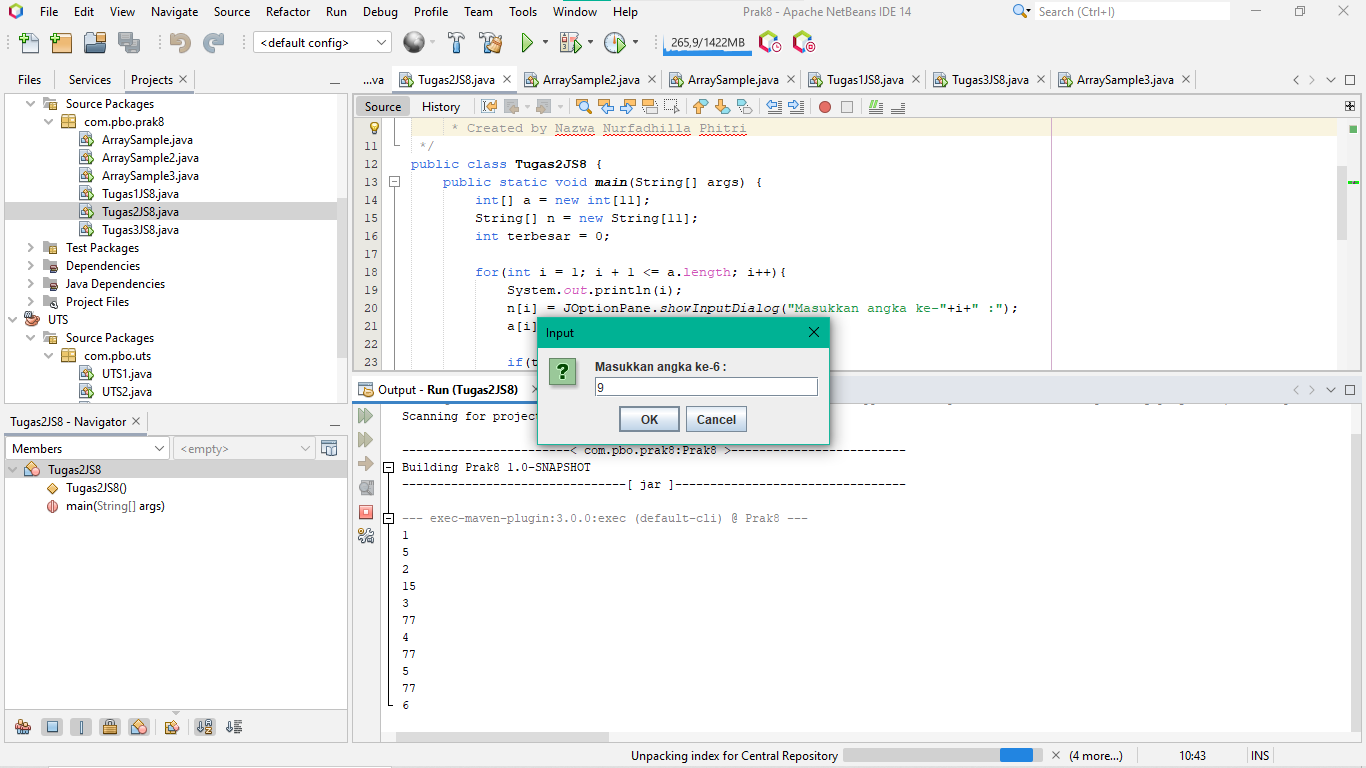 File Edit View Navigate Source Refactor Run Debug Profile Team Tools Window Help Prak8 - Apache NetBeans IDE 14 Search (Ctrl+I)
<default config> 265,9/1422MB
Files Services Projects
...va Tugas2JS8.java ArraySample2.java ArraySample.java Tugas1JS8.java Tugas3JS8.java ArraySample3.java
Source Packages
com.pbo.prak8
ArraySample.java
ArraySample2.java
ArraySample3.java
Tugas1JS8.java
Tugas2JS8.java
Tugas3JS8.java
Test Packages
Dependencies
Java Dependencies
Project Files
UTS
Source Packages
com.pbo.uts
UTS1.java
UTS2.java
Source History
* Created by Nazwa Nurfadhilla Phitri
11 */
12 public class Tugas2JS8 {
13 public static void main(String[] args) {
14 int[] a = new int[11];
15 String[] n = new String[11];
16 int terbesar = 0;
17
18 for(int i = 1; i + 1 <= a.length; i++){
19 System.out.println(i);
20 n[i] = JOptionPane.showInputDialog("Masukkan angka ke-"+i+" :");
21 a[i]
22
23 if(t
Input
Masukkan angka ke-6 :
9
OK Cancel
Tugas2JS8 - Navigator
Members <empty>
Tugas2JS8
Tugas2JS8()
main(String[] args)
Output - Run (Tugas2JS8)
Scanning for project
------------------------< com.pbo.prak8:Prak8 >-------------------------
Building Prak8 1.0-SNAPSHOT
--------------------------------[ jar ]---------------------------------
--- exec-maven-plugin:3.0.0:exec (default-cli) @ Prak8 ---
1
5
2
15
3
77
4
77
5
77
6
Unpacking index for Central Repository (4 more...) 10:43 INS